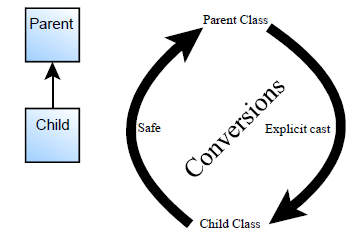 Parent
Child
Parent Class
Safe
Conversions
Explicit cast
Child Class